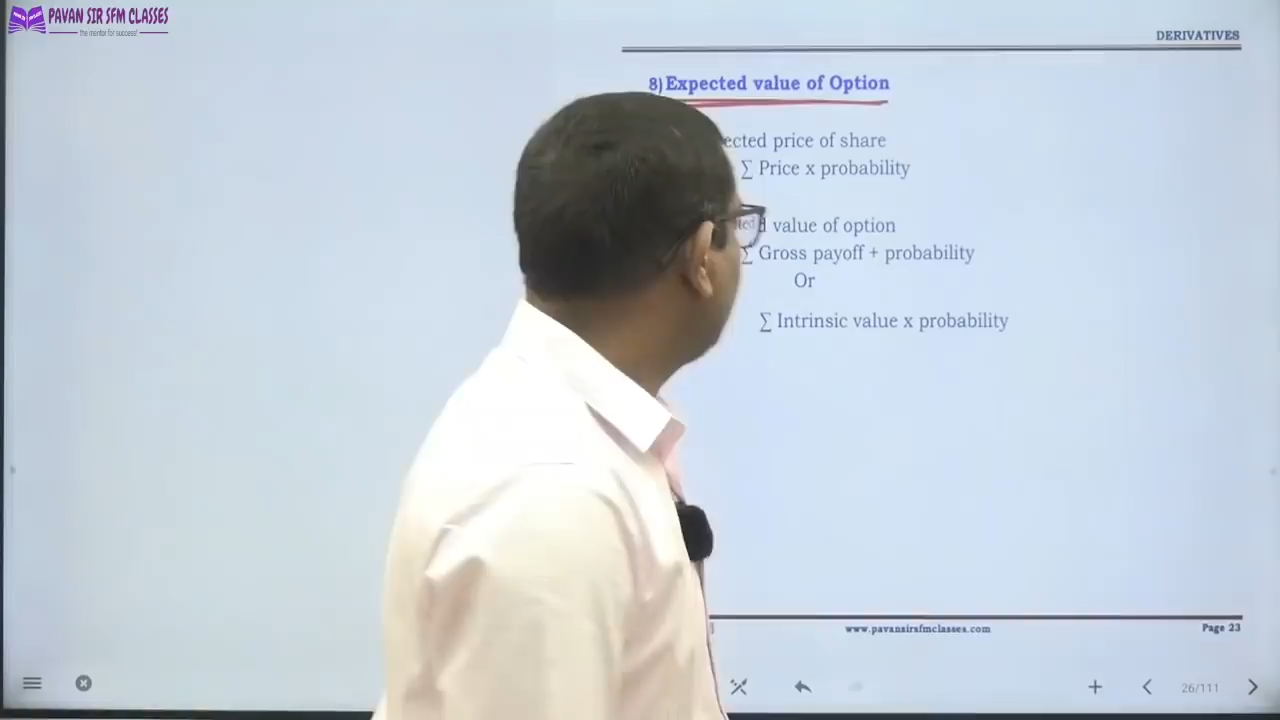 PAVAN SIR SFM CLASSES
the mentor for success!
DERIVATIVES
8) Expected value of Option
ected price of share
∑ Price x probability
ted value of option
∑ Gross payoff + probability
Or
∑ Intrinsic value x probability
www.pavansirsfmclasses.com
Page 23
26/111